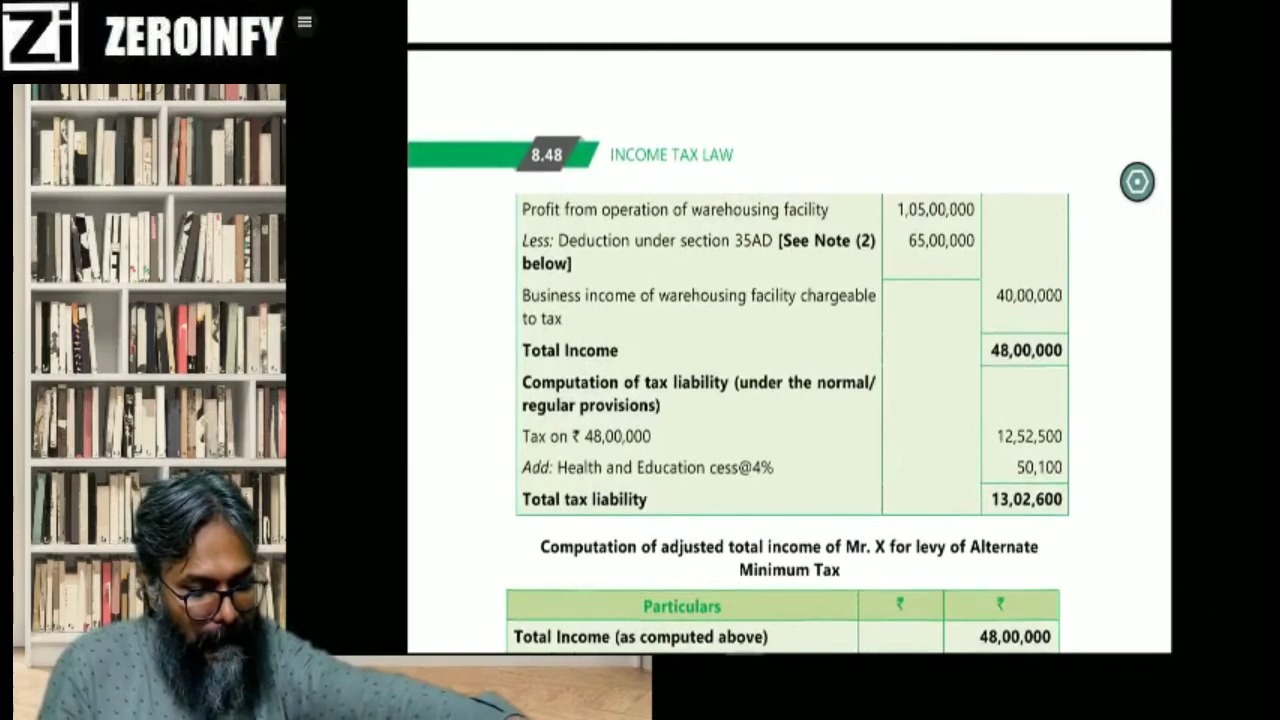 Zi ZEROINFY
8.48 INCOME TAX LAW
Profit from operation of warehousing facility 1,05,00,000
Less: Deduction under section 35AD [See Note (2) 65,00,000
below]
Business income of warehousing facility chargeable 40,00,000
to tax
Total Income 48,00,000
Computation of tax liability (under the normal/
regular provisions)
Tax on ₹ 48,00,000 12,52,500
Add: Health and Education cess@4% 50,100
Total tax liability 13,02,600
Computation of adjusted total income of Mr. X for levy of Alternate
Minimum Tax
Particulars ₹ ₹
Total Income (as computed above) 48,00,000